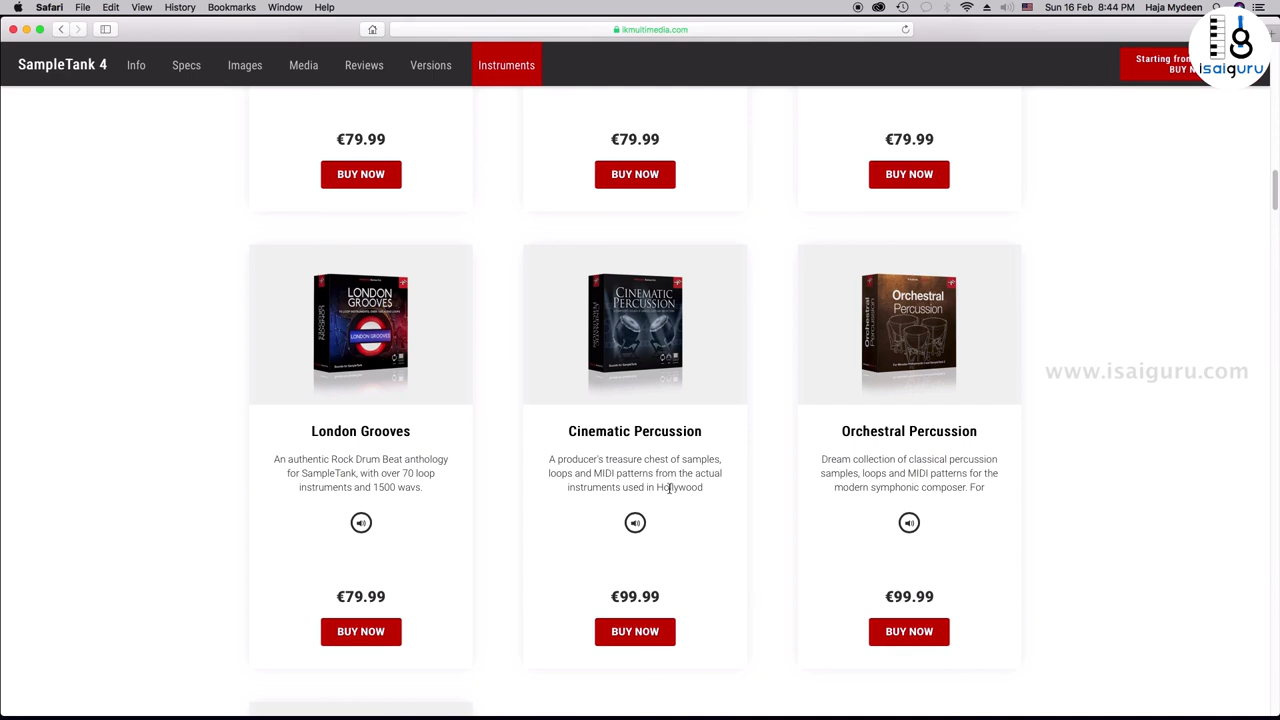 Safari File Edit View History Bookmarks Window Help
Sun 16 Feb 8:44 PM Haja Mydeen
ikmultimedia.com
SampleTank 4 Info Specs Images Media Reviews Versions Instruments
Starting from
BUY N
isaiguru
€79.99 €79.99 €79.99
BUY NOW BUY NOW BUY NOW
LONDON GROOVES
LONDON GROOVES
CINEMATIC PERCUSSION
Orchestral Percussion
www.isaiguru.com
London Grooves
An authentic Rock Drum Beat anthology
for SampleTank, with over 70 loop
instruments and 1500 wavs.
€79.99
BUY NOW
Cinematic Percussion
A producer's treasure chest of samples,
loops and MIDI patterns from the actual
instruments used in Hollywood
€99.99
BUY NOW
Orchestral Percussion
Dream collection of classical percussion
samples, loops and MIDI patterns for the
modern symphonic composer. For
€99.99
BUY NOW